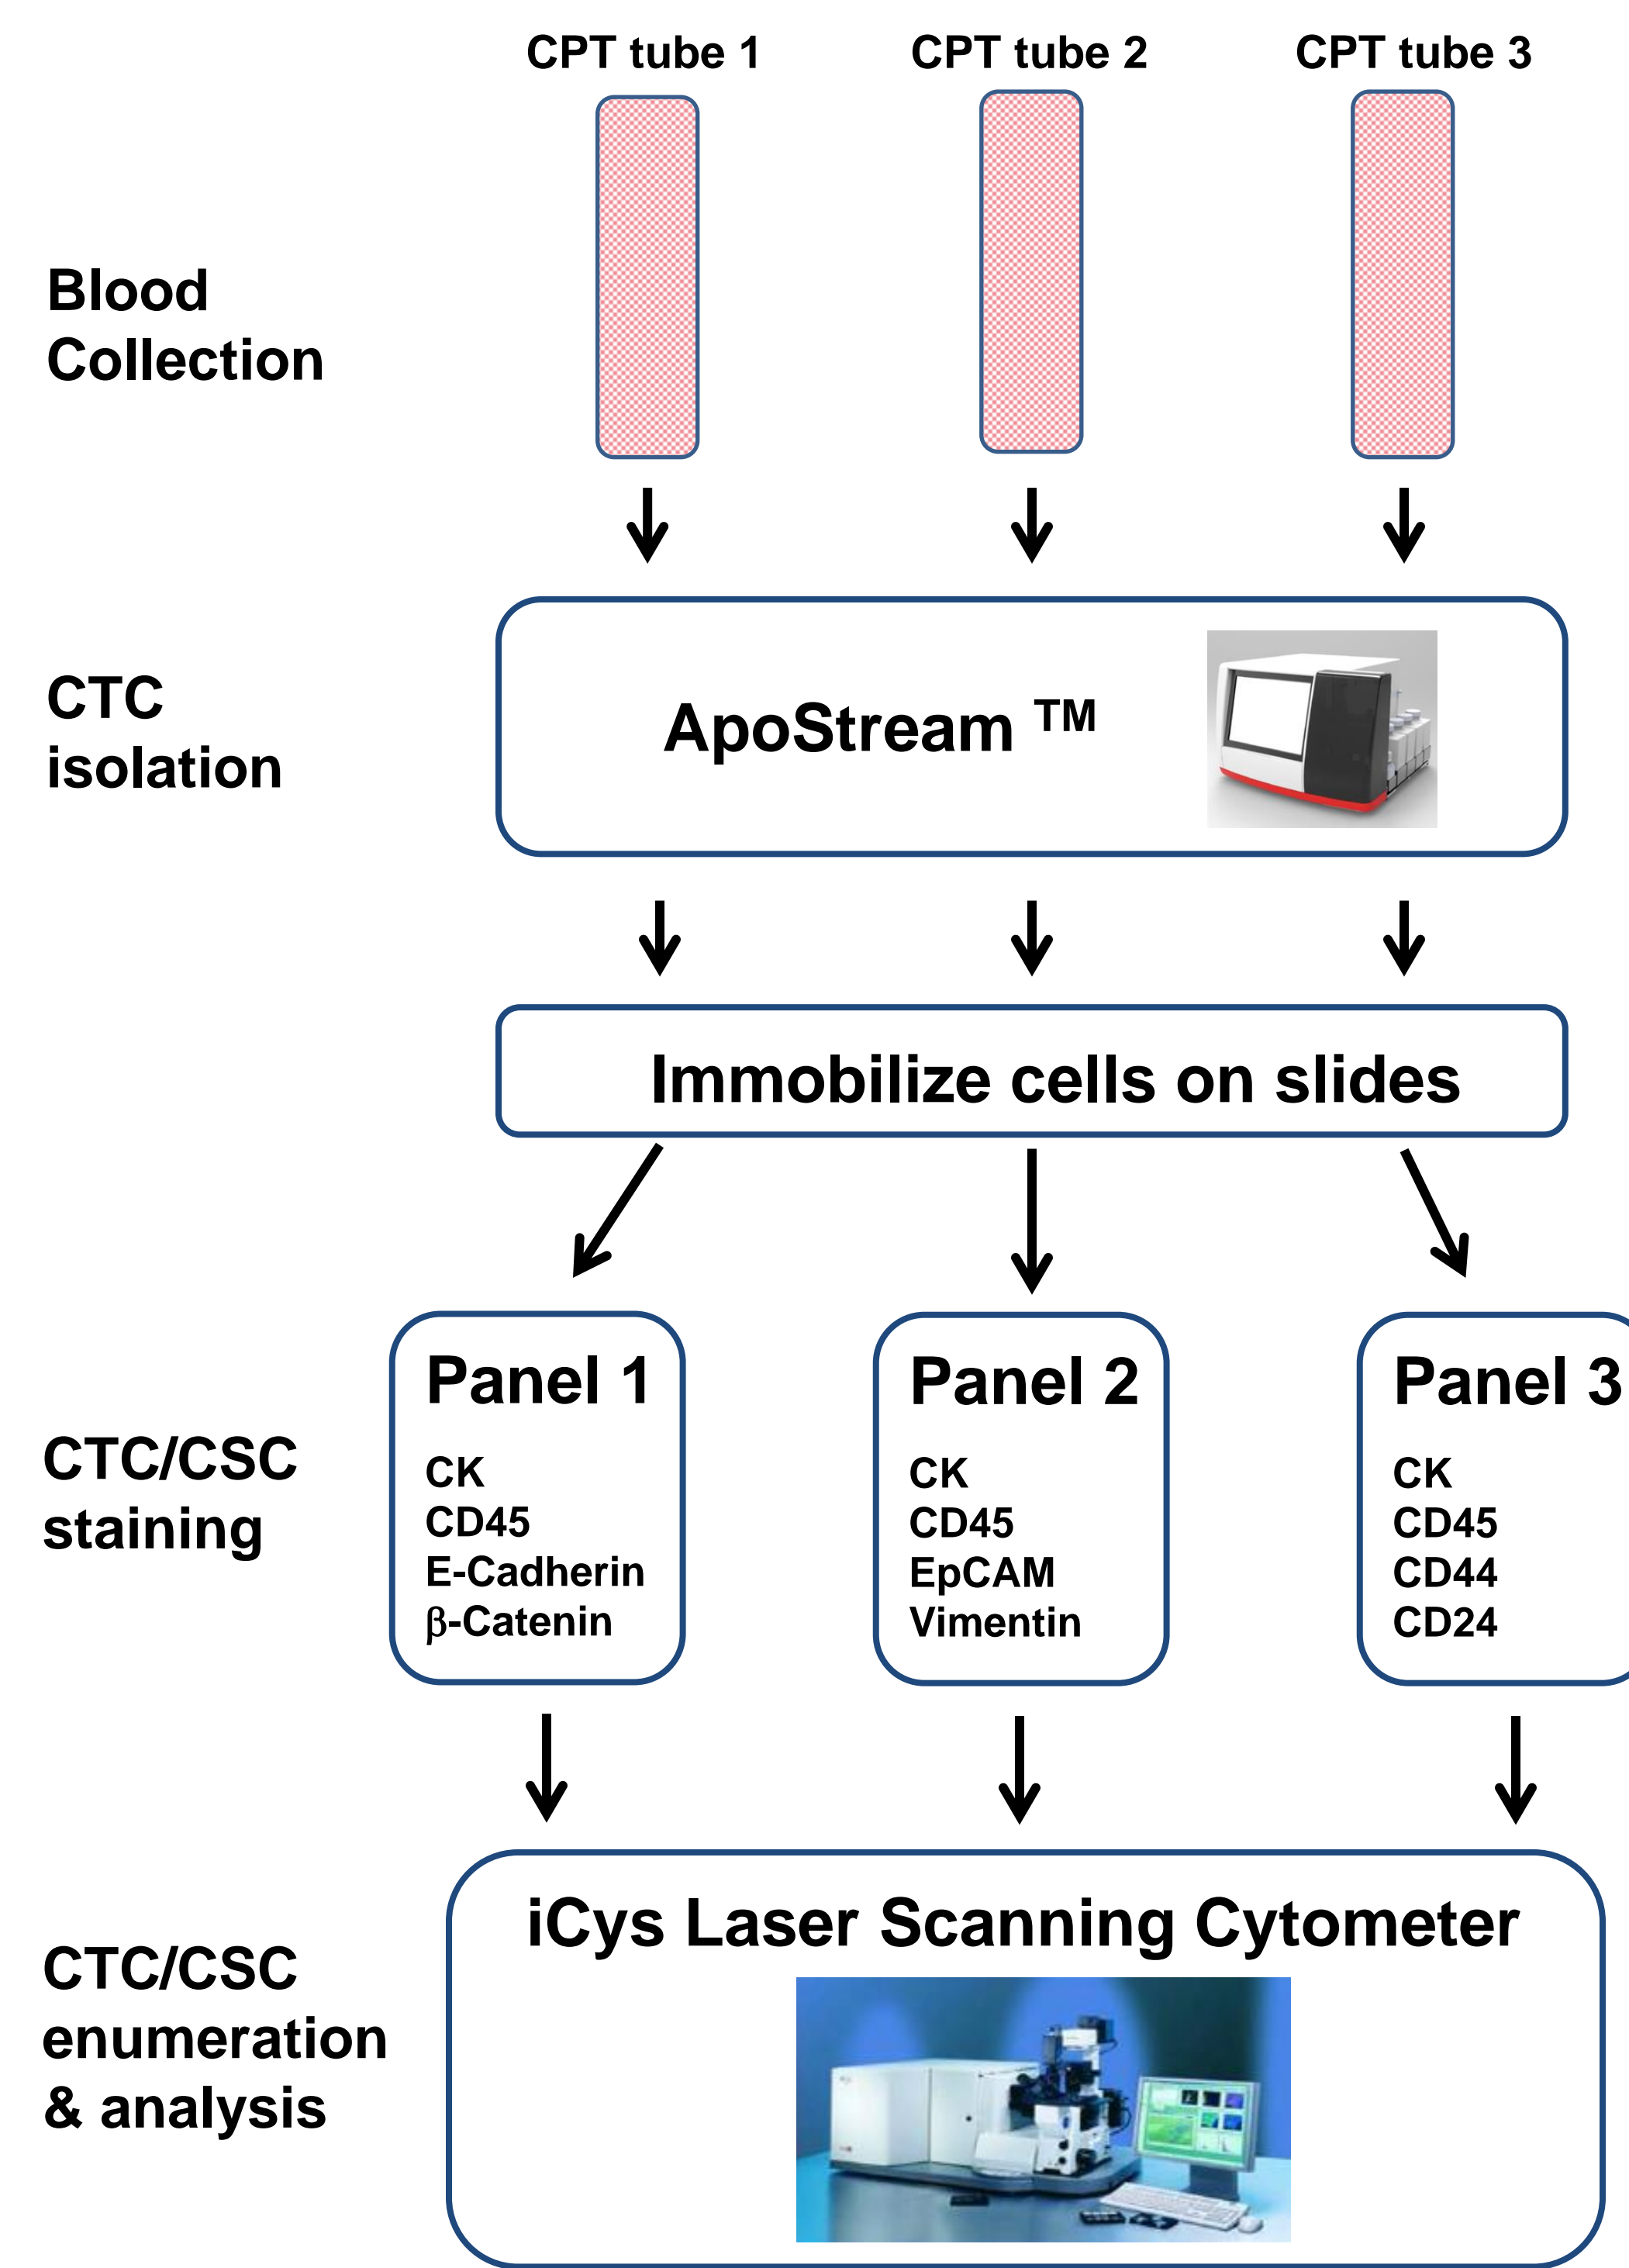 CPT tube 1
CPT tube 2
CPT tube 3
Blood
Collection
CTC
isolation
ApoStream ™
Immobilize cells on slides
CTC/CSC
staining
Panel 1
CK
CD45
E-Cadherin
β-Catenin
Panel 2
CK
CD45
EpCAM
Vimentin
Panel 3
CK
CD45
CD44
CD24
CTC/CSC
enumeration
& analysis
iCys Laser Scanning Cytometer